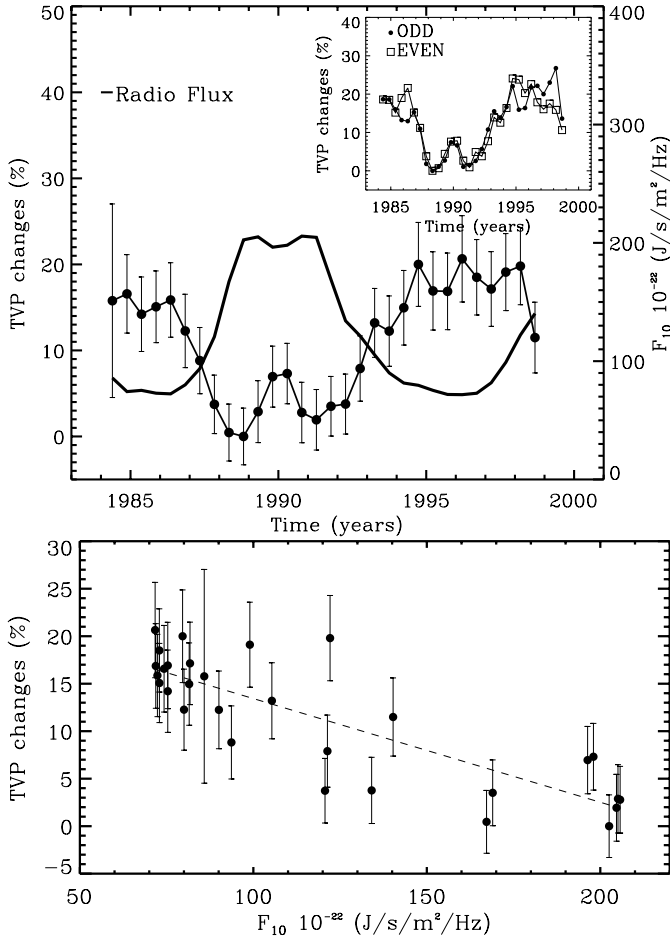 50
40
30
20
10
0
TVP changes (%)
−Radio Flux
40
30
20
10
0
TVP changes (%)
ODD
EVEN
1985 1990 1995 2000
Time (years)
400
300
200
100
0
F10 10-22 (J/s/m2/Hz)
1985 1990 1995 2000
Time (years)
30
25
20
15
10
5
0
−5
TVP changes (%)
50 100 150 200
F10 10-22 (J/s/m2/Hz)